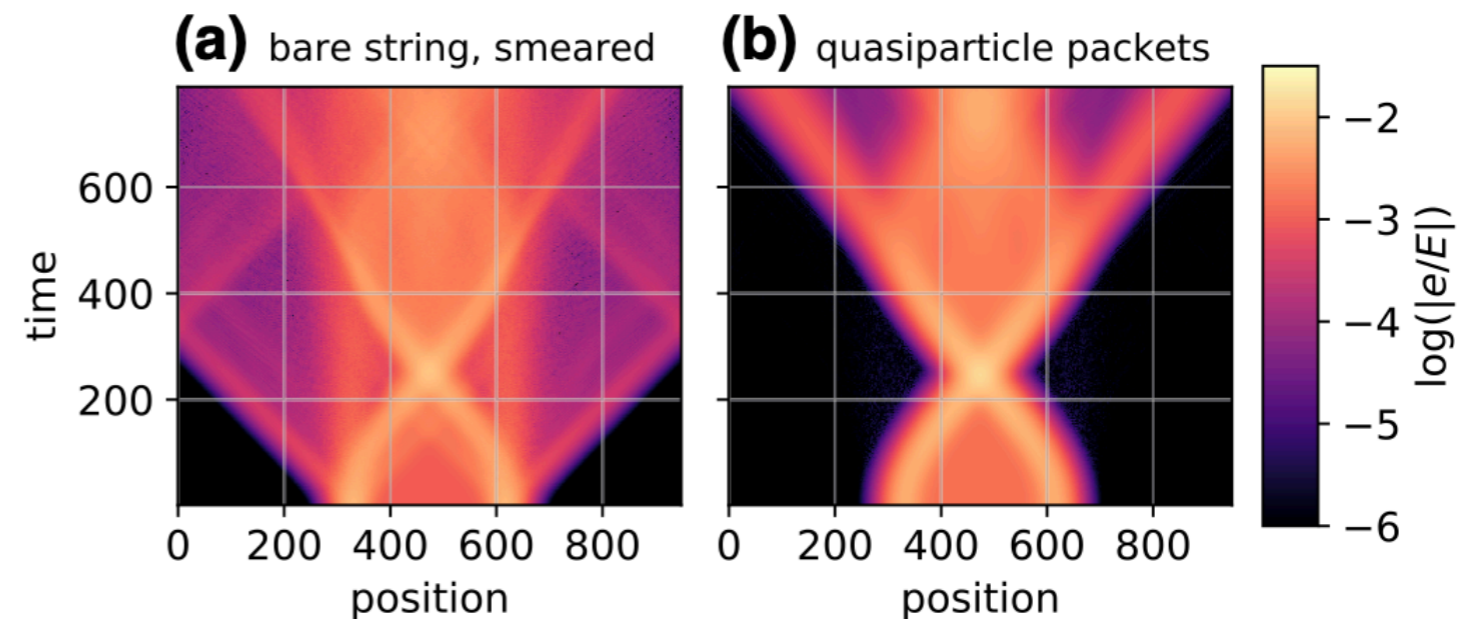 (a) bare string, smeared
(b) quasiparticle packets
time
600
400
200
0 200 400 600 800
position
0 200 400 600 800
position
−2
−3
−4
−5
−6
log(|e/E|)